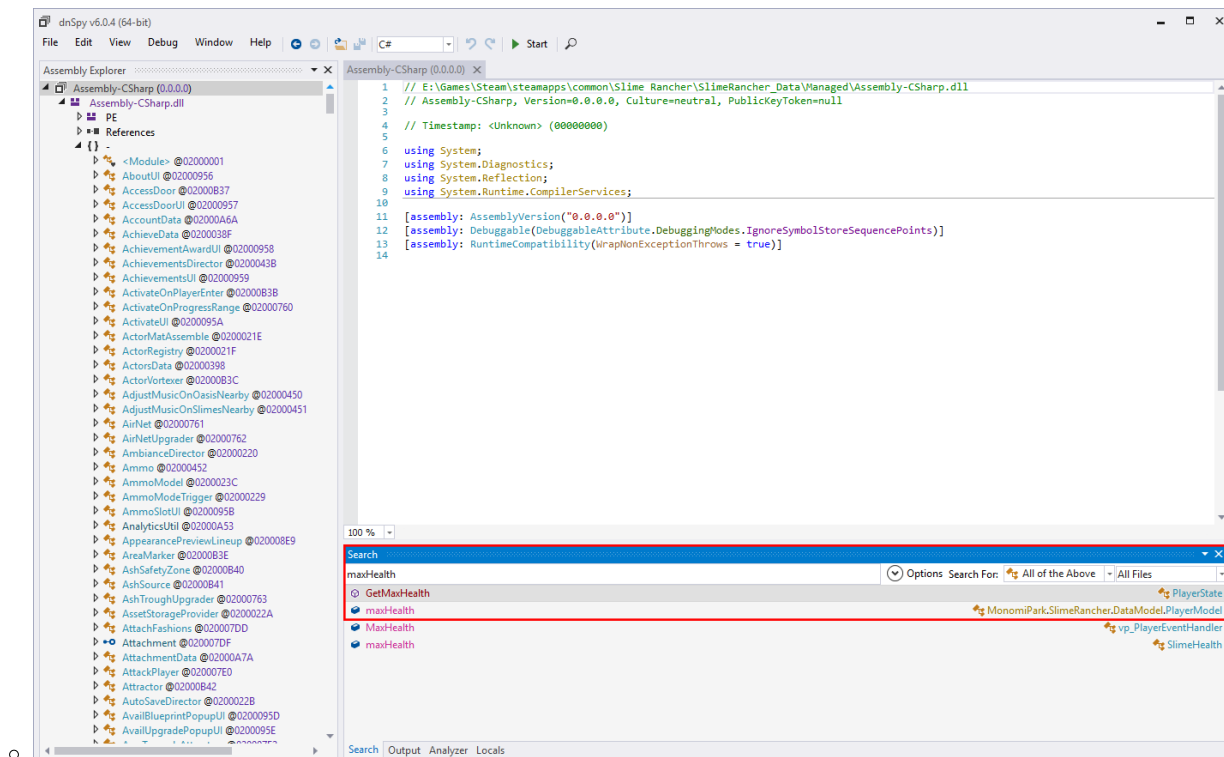 dnSpy v6.0.4 (64-bit)
File Edit View Debug Window Help C# Start
Assembly Explorer
Assembly-CSharp (0.0.0.0)
Assembly-CSharp.dll
PE
References
{} -
<Module> @02000001
AboutUI @02000956
AccessDoor @02000B37
AccessDoorUI @02000957
AccountData @02000A6A
AchieveData @0200038F
AchievementAwardUI @02000958
AchievementsDirector @0200043B
AchievementsUI @02000959
ActivateOnPlayerEnter @02000B3B
ActivateOnProgressRange @02000760
ActivateUI @0200095A
ActorMatAssemble @0200021E
ActorRegistry @0200021F
ActorsData @02000398
ActorVortexer @02000B3C
AdjustMusicOnOasisNearby @02000450
AdjustMusicOnSlimesNearby @02000451
AirNet @02000761
AirNetUpgrader @02000762
AmbianceDirector @02000220
Ammo @02000452
AmmoModel @0200023C
AmmoModeTrigger @02000229
AmmoSlotUI @0200095B
AnalyticsUtil @02000A53
AppearancePreviewLineup @020008E9
AreaMarker @02000B3E
AshSafetyZone @02000B40
AshSource @02000B41
AshTroughUpgrader @02000763
AssetStorageProvider @0200022A
AttachFashions @020007DD
Attachment @020007DF
AttachmentData @02000A7A
AttackPlayer @020007E0
Attractor @02000B42
AutoSaveDirector @0200022B
AvailBlueprintPopupUI @0200095D
AvailUpgradePopupUI @0200095E
Assembly-CSharp (0.0.0.0)
1 // E:\Games\Steam\steamapps\common\Slime Rancher\SlimeRancher_Data\Managed\Assembly-CSharp.dll
2 // Assembly-CSharp, Version=0.0.0.0, Culture=neutral, PublicKeyToken=null
3
4 // Timestamp: <Unknown> (00000000)
5
6 using System;
7 using System.Diagnostics;
8 using System.Reflection;
9 using System.Runtime.CompilerServices;
10
11 [assembly: AssemblyVersion("0.0.0.0")]
12 [assembly: Debuggable(DebuggableAttribute.DebuggingModes.IgnoreSymbolStoreSequencePoints)]
13 [assembly: RuntimeCompatibility(WrapNonExceptionThrows = true)]
14
100 %
Search
maxHealth Options Search For: All of the Above All Files
GetMaxHealth PlayerState
maxHealth MonomiPark.SlimeRancher.DataModel.PlayerModel
MaxHealth vp_PlayerEventHandler
maxHealth SlimeHealth
Search Output Analyzer Locals